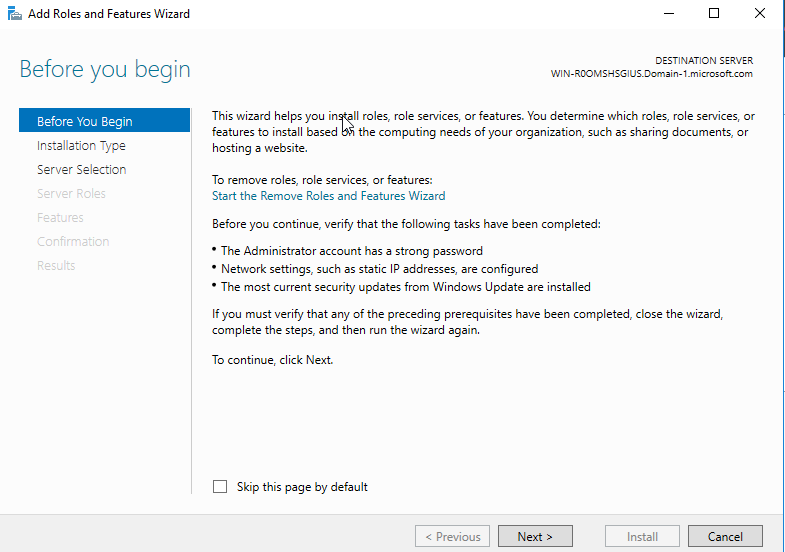 Add Roles and Features Wizard
Before you begin
DESTINATION SERVER
WIN-R0OMSHSGIUS.Domain-1.microsoft.com
Before You Begin
Installation Type
Server Selection
Server Roles
Features
Confirmation
Results
This wizard helps you install roles, role services, or features. You determine which roles, role services, or
features to install based on the computing needs of your organization, such as sharing documents, or
hosting a website.
To remove roles, role services, or features:
Start the Remove Roles and Features Wizard
Before you continue, verify that the following tasks have been completed:
• The Administrator account has a strong password
• Network settings, such as static IP addresses, are configured
• The most current security updates from Windows Update are installed
If you must verify that any of the preceding prerequisites have been completed, close the wizard,
complete the steps, and then run the wizard again.
To continue, click Next.
Skip this page by default
< Previous
Next >
Install
Cancel